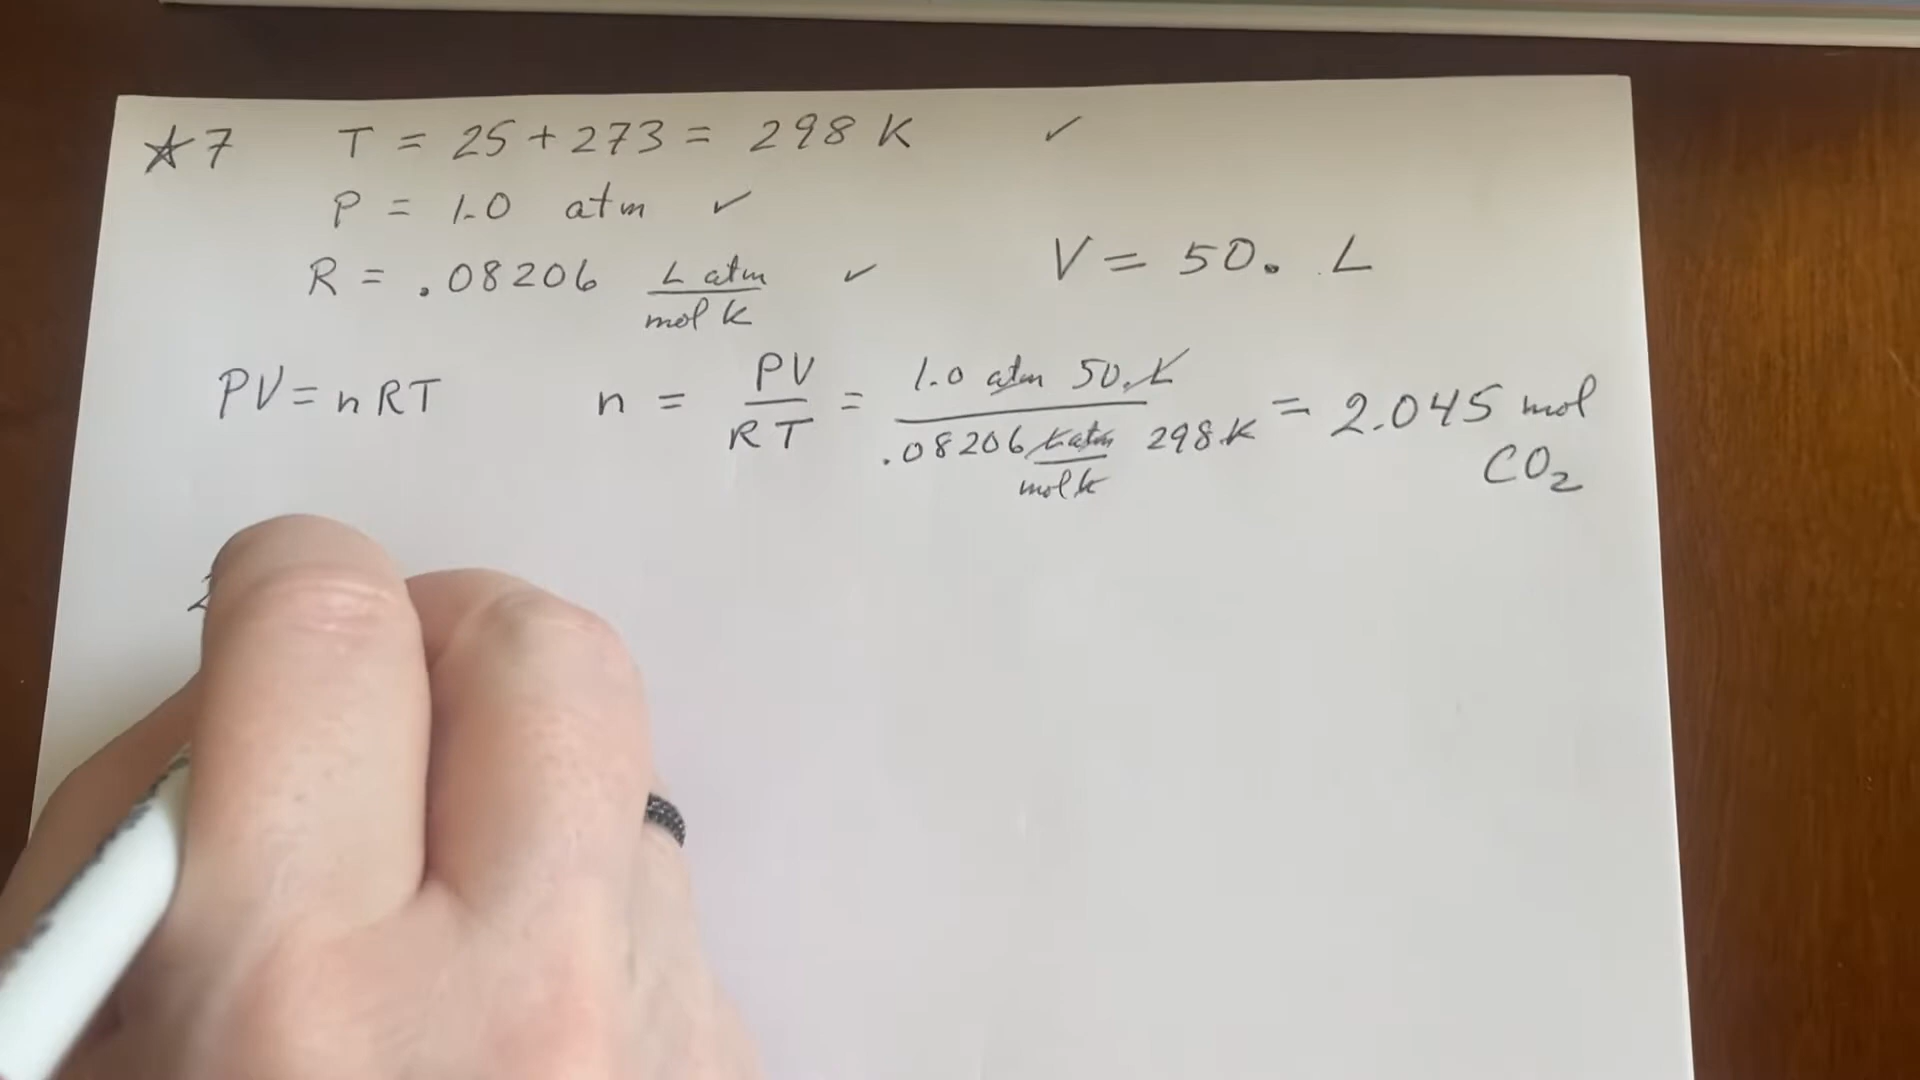 ★7 T = 25 + 273 = 298 K ✓
P = 1.0 atm ✓
R = .08206 L atm / mol K ✓
V = 50. L
PV = nRT n = PV / RT = 1.0 atm 50. L / .08206 L atm / mol K 298 K = 2.045 mol
CO₂
2